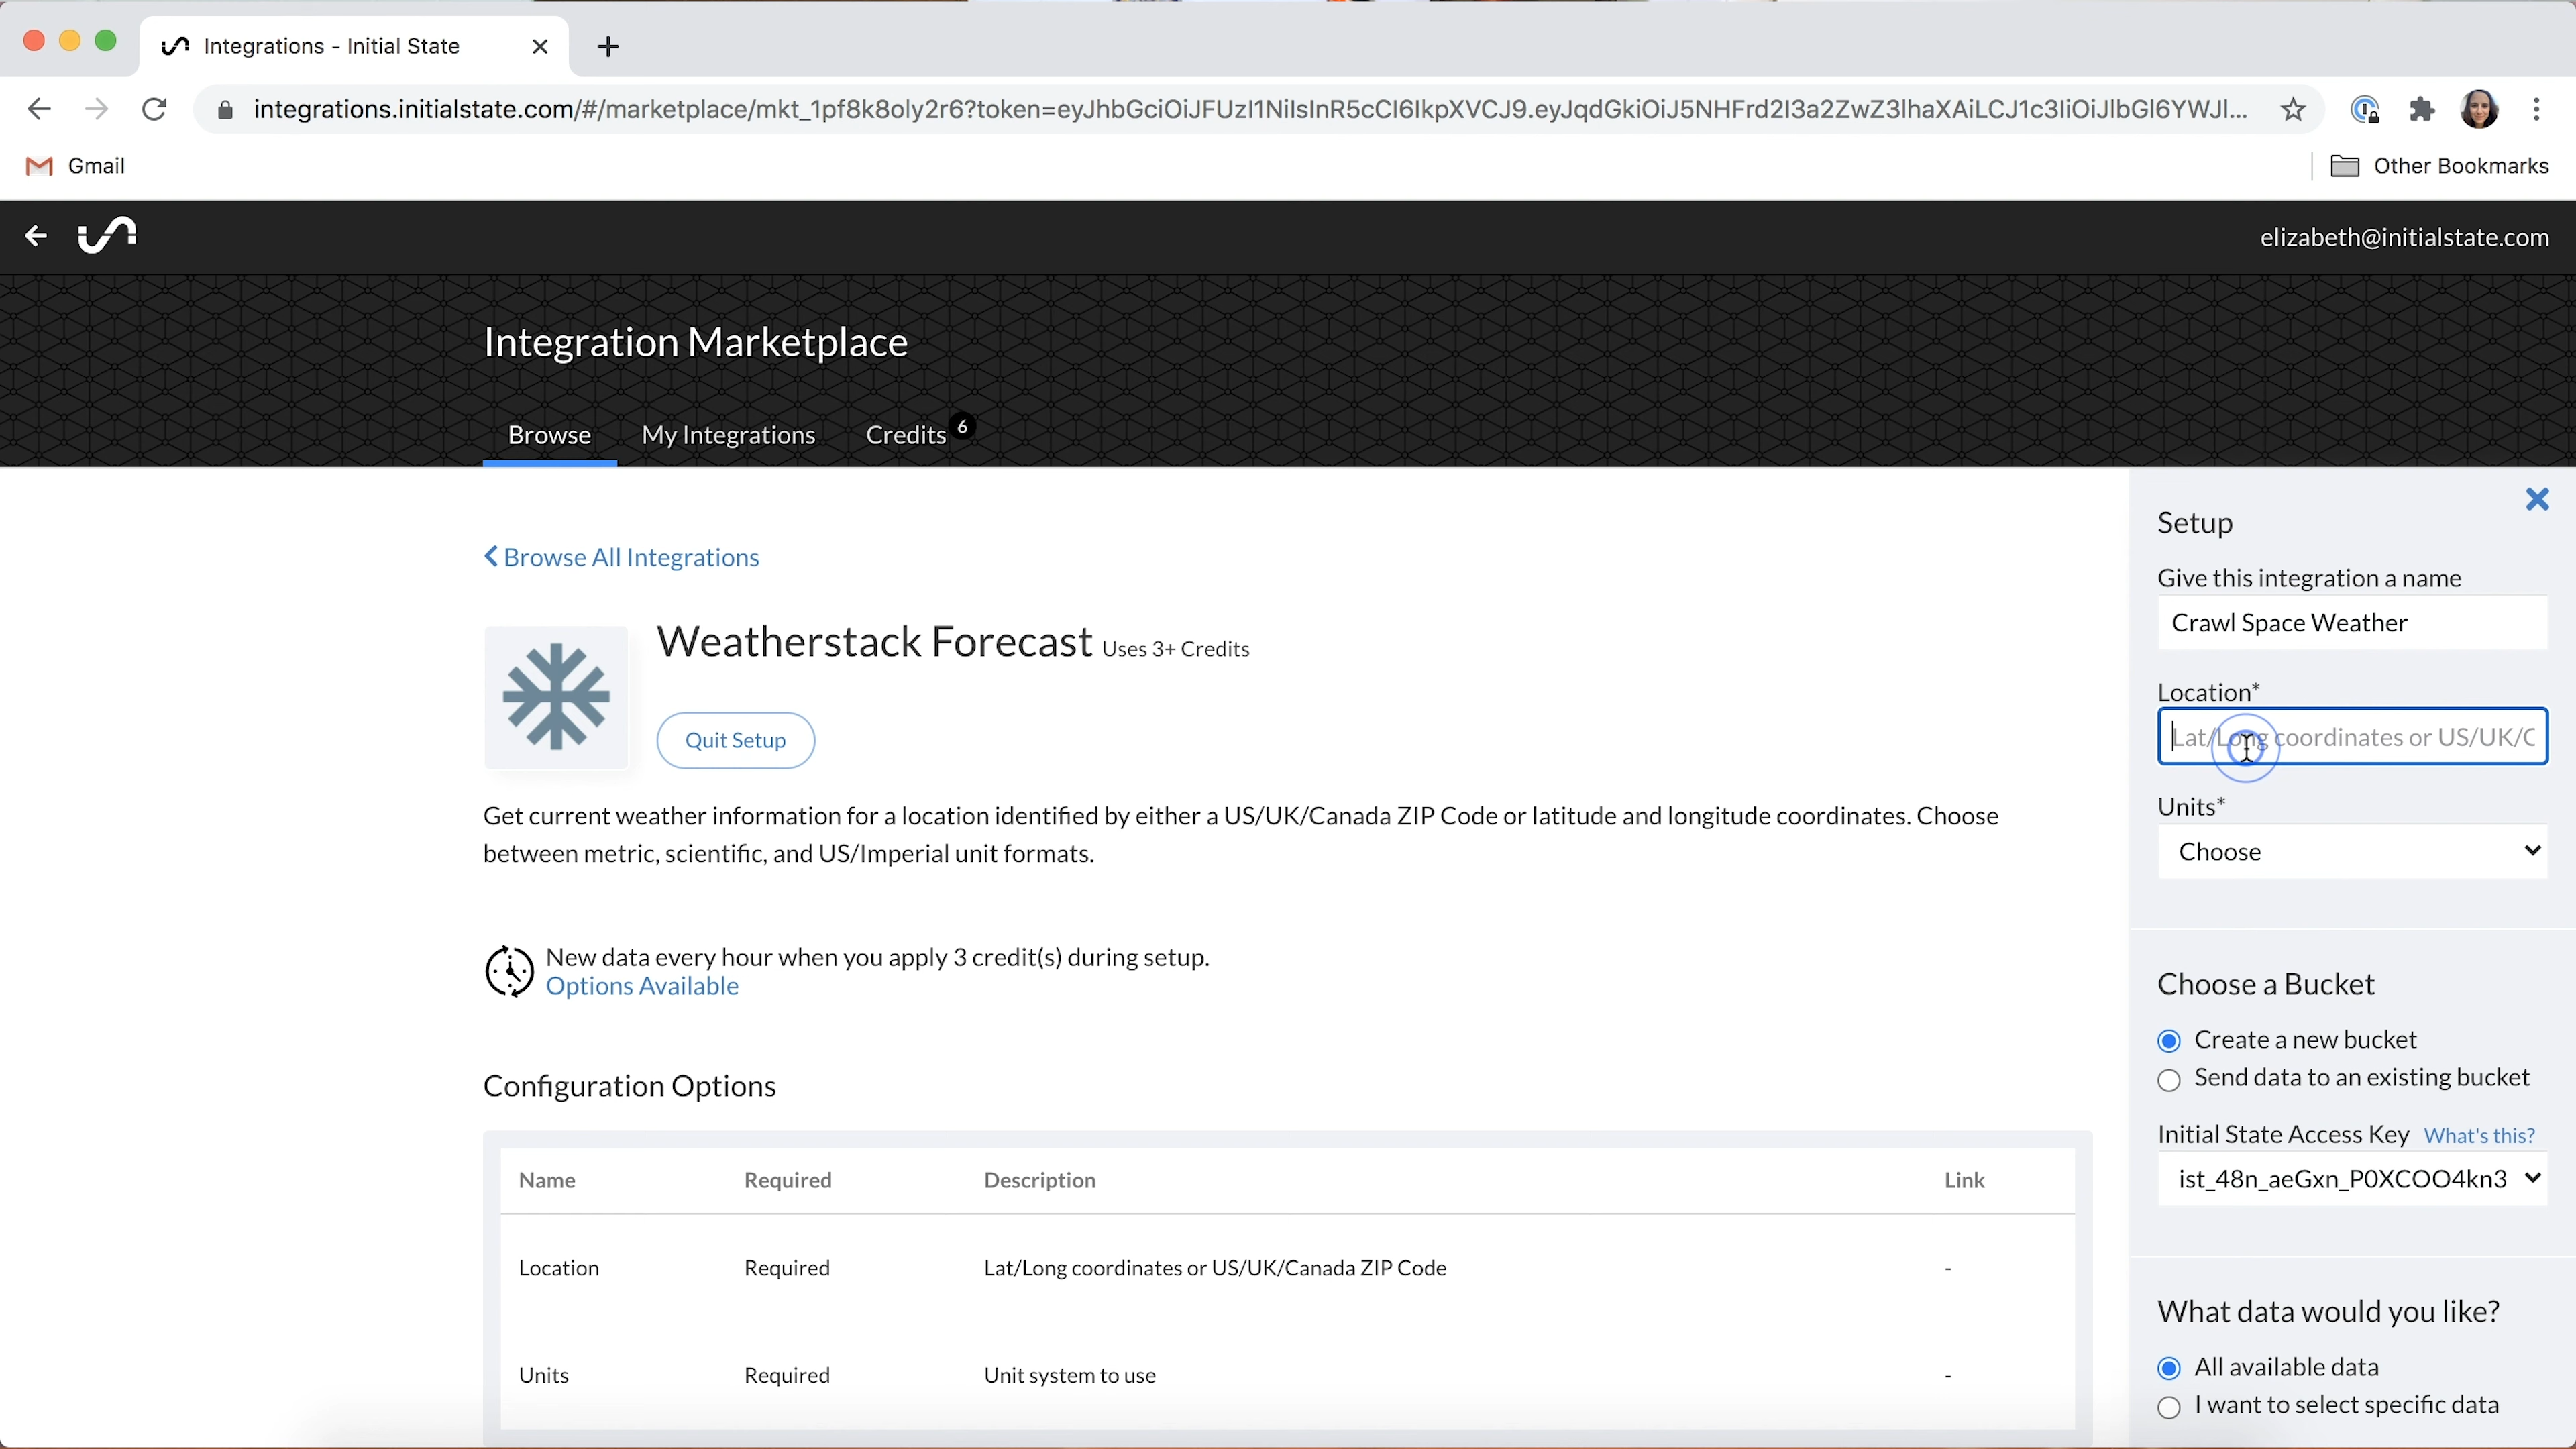 Integrations - Initial State
integrations.initialstate.com/#/marketplace/mkt_1pf8k8oly2r6?token=eyJhbGciOiJFUzI1NiIsInR5cCI6IkpXVCJ9.eyJqdGkiOiJ5NHFrd2I3a2ZwZ3lhaXAiLCJ1c3IiOiJlbGl6YWJl...
Gmail
Other Bookmarks
elizabeth@initialstate.com
Integration Marketplace
Browse My Integrations Credits 6
Browse All Integrations
Weatherstack Forecast Uses 3+ Credits
Quit Setup
Get current weather information for a location identified by either a US/UK/Canada ZIP Code or latitude and longitude coordinates. Choose
between metric, scientific, and US/Imperial unit formats.
New data every hour when you apply 3 credit(s) during setup.
Options Available
Configuration Options
Name Required Description Link
Location Required Lat/Long coordinates or US/UK/Canada ZIP Code -
Units Required Unit system to use -
Setup
Give this integration a name
Crawl Space Weather
Location*
Lat/Long coordinates or US/UK/C
Units*
Choose
Choose a Bucket
Create a new bucket
Send data to an existing bucket
Initial State Access Key What's this?
ist_48n_aeGxn_P0XCOO4kn3
What data would you like?
All available data
I want to select specific data